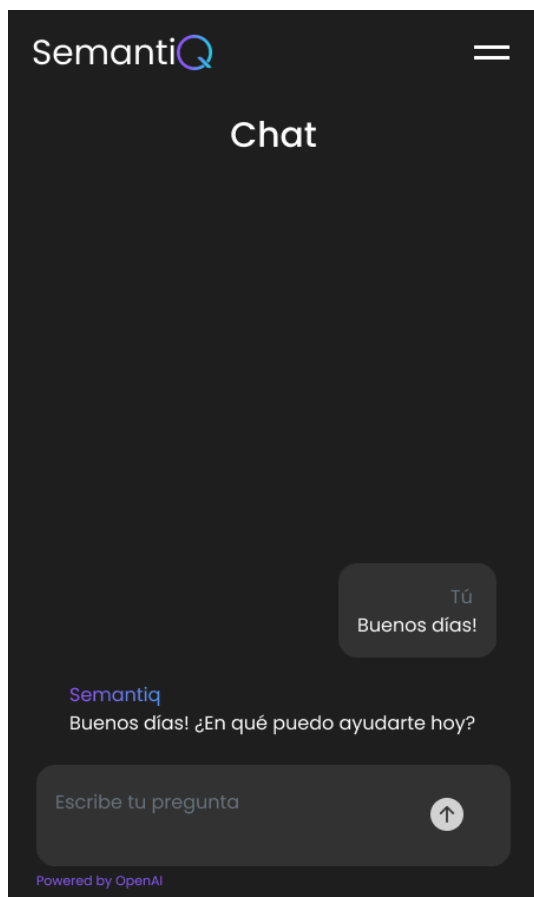 SemantiQ
Chat
Tú
Buenos días!
Semantiq
Buenos días! ¿En qué puedo ayudarte hoy?
Escribe tu pregunta
Powered by OpenAI